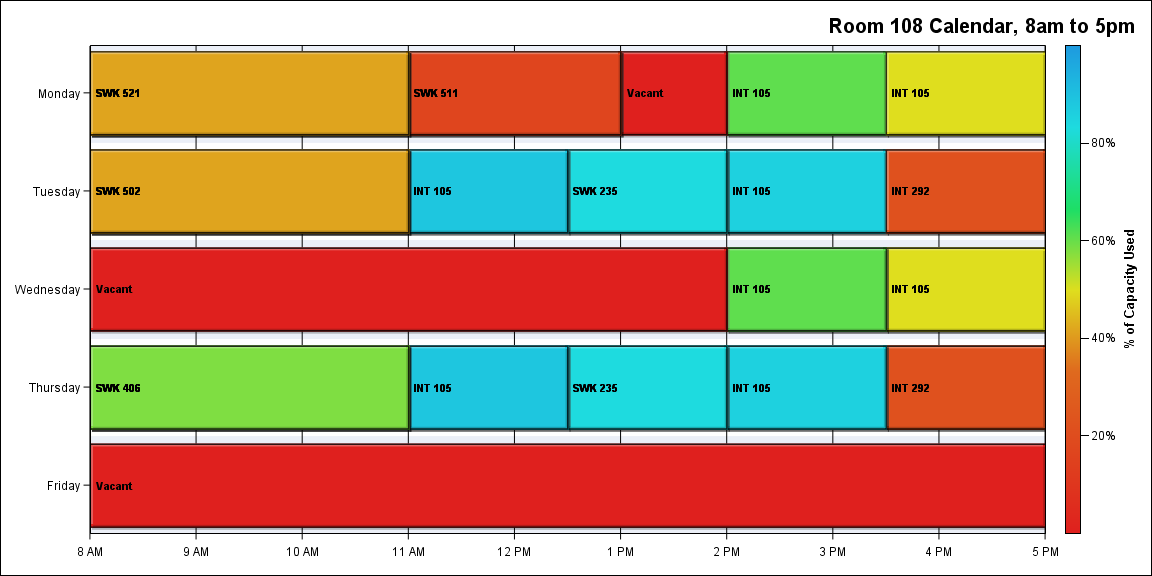 Room 108 Calendar, 8am to 5pm
Monday
SWK 521
SWK 511
Vacant
INT 105
INT 105
Tuesday
SWK 502
INT 105
SWK 235
INT 105
INT 292
Wednesday
Vacant
INT 105
INT 105
Thursday
SWK 406
INT 105
SWK 235
INT 105
INT 292
Friday
Vacant
8 AM
9 AM
10 AM
11 AM
12 PM
1 PM
2 PM
3 PM
4 PM
5 PM
80%
60%
40%
20%
% of Capacity Used